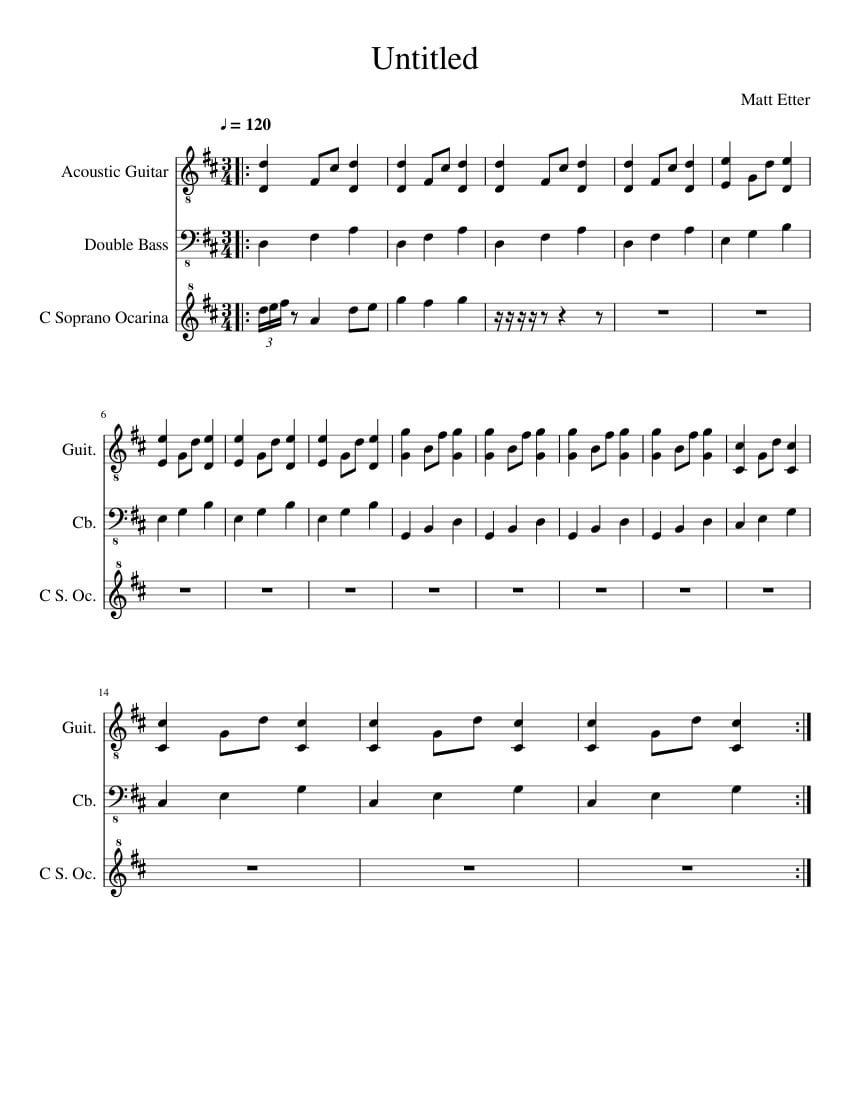 Untitled
Matt Etter
♩ = 120
Acoustic Guitar
Double Bass
C Soprano Ocarina
3
6
Guit.
Cb.
C S. Oc.
14
Guit.
Cb.
C S. Oc.